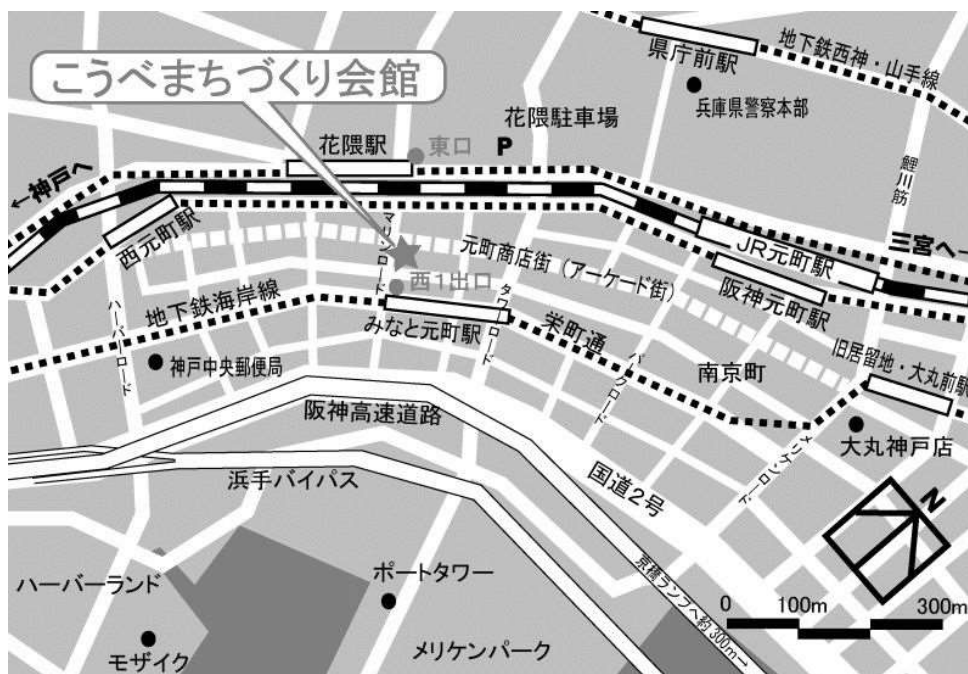 県庁前駅
地下鉄西神・山手線
兵庫県警察本部
こうべまちづくり会館
花隈駐車場
P
花隈駅
東口
鯉川筋
←神戸へ
三宮へ→
西元町駅
マリンロード
元町商店街（アーケード街）
JR元町駅
阪神元町駅
西1出口
地下鉄海岸線
みなと元町駅
タワーロード
栄町通
ハーバーロード
神戸中央郵便局
パークロード
南京町
旧居留地・大丸前駅
阪神高速道路
大丸神戸店
メリケンロード
浜手バイパス
国道2号
N
ハーバーランド
ポートタワー
京橋ランプへ約300m→
0 100m 300m
モザイク
メリケンパーク